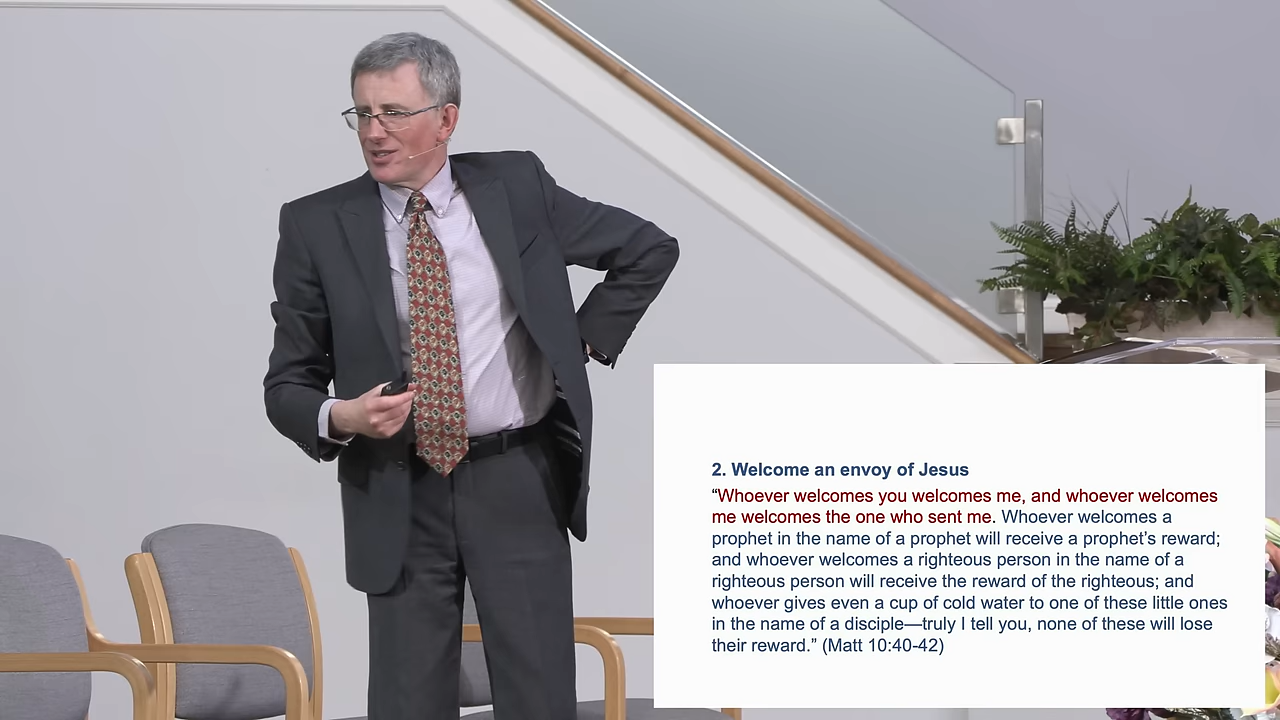 2. Welcome an envoy of Jesus
“Whoever welcomes you welcomes me, and whoever welcomes
me welcomes the one who sent me. Whoever welcomes a
prophet in the name of a prophet will receive a prophet’s reward;
and whoever welcomes a righteous person in the name of a
righteous person will receive the reward of the righteous; and
whoever gives even a cup of cold water to one of these little ones
in the name of a disciple—truly I tell you, none of these will lose
their reward.” (Matt 10:40-42)